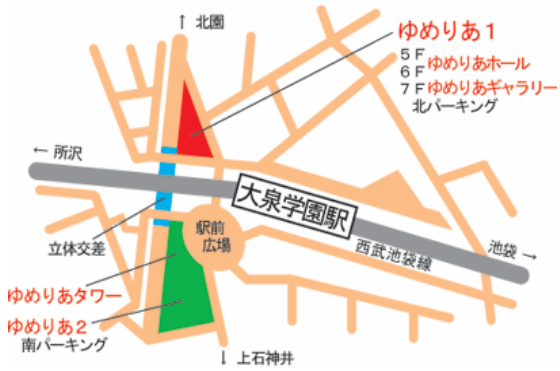 ↑ 北園
ゆめりあ1
5F
6F ゆめりあホール
7F ゆめりあギャラリー
北パーキング
← 所沢
大泉学園駅
立体交差
駅前
広場
西武池袋線
池袋 →
ゆめりあタワー
ゆめりあ2
南パーキング
↓ 上石神井